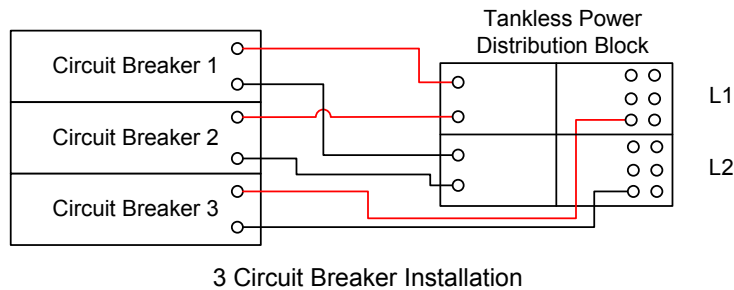 Tankless Power
Distribution Block
Circuit Breaker 1
L1
Circuit Breaker 2
L2
Circuit Breaker 3
3 Circuit Breaker Installation